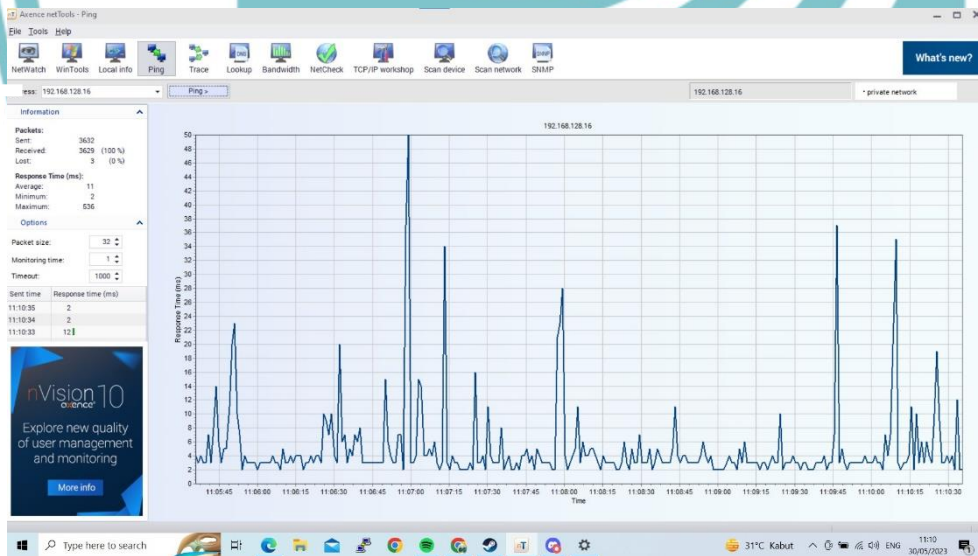 Axence netTools - Ping
File Tools Help
NetWatch WinTools Local info Ping Trace Lookup Bandwidth NetCheck TCP/IP workshop Scan device Scan network SNMP
What's new?
ress: 192.168.128.16 Ping > 192.168.128.16 * private network
Information
Packets:
Sent: 3632
Received: 3629 (100 %)
Lost: 3 (0 %)
Response Time (ms):
Average: 11
Minimum: 2
Maximum: 536
Options
Packet size: 32
Monitoring time: 1
Timeout: 1000
Sent time Response time (ms)
11:10:35 2
11:10:34 2
11:10:33 12
nVision 10
axence
Explore new quality
of user management
and monitoring
More info
192.168.128.16
50
48
46
44
42
40
38
36
34
32
30
28
26
24
22
20
18
16
14
12
10
8
6
4
2
0
Response Time (ms)
11:05:45 11:06:00 11:06:15 11:06:30 11:06:45 11:07:00 11:07:15 11:07:30 11:07:45 11:08:00 11:08:15 11:08:30 11:08:45 11:09:00 11:09:15 11:09:30 11:09:45 11:10:00 11:10:15 11:10:30
Time
Type here to search
31°C Kabut ENG 11:10
30/05/2023